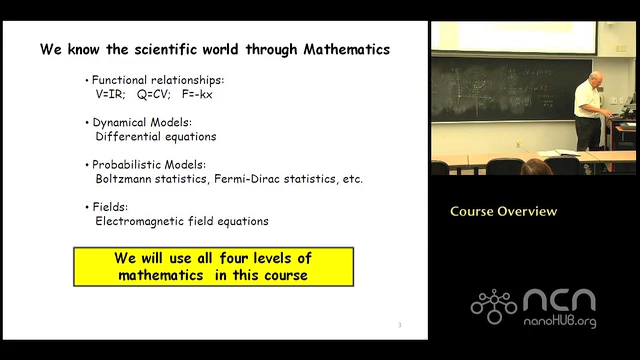 We know the scientific world through Mathematics
• Functional relationships:
V=IR; Q=CV; F=-kx
• Dynamical Models:
Differential equations
• Probabilistic Models:
Boltzmann statistics, Fermi-Dirac statistics, etc.
• Fields:
Electromagnetic field equations
We will use all four levels of
mathematics in this course
3
Course Overview
ncn
nanoHUB.org